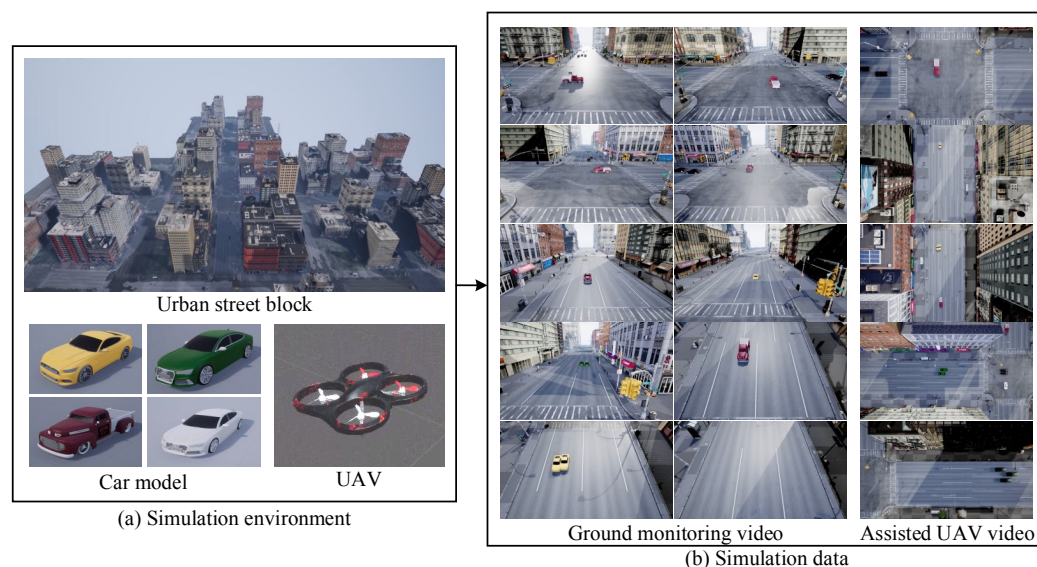 Urban street block
Car model
UAV
(a) Simulation environment
Ground monitoring video
Assisted UAV video
(b) Simulation data